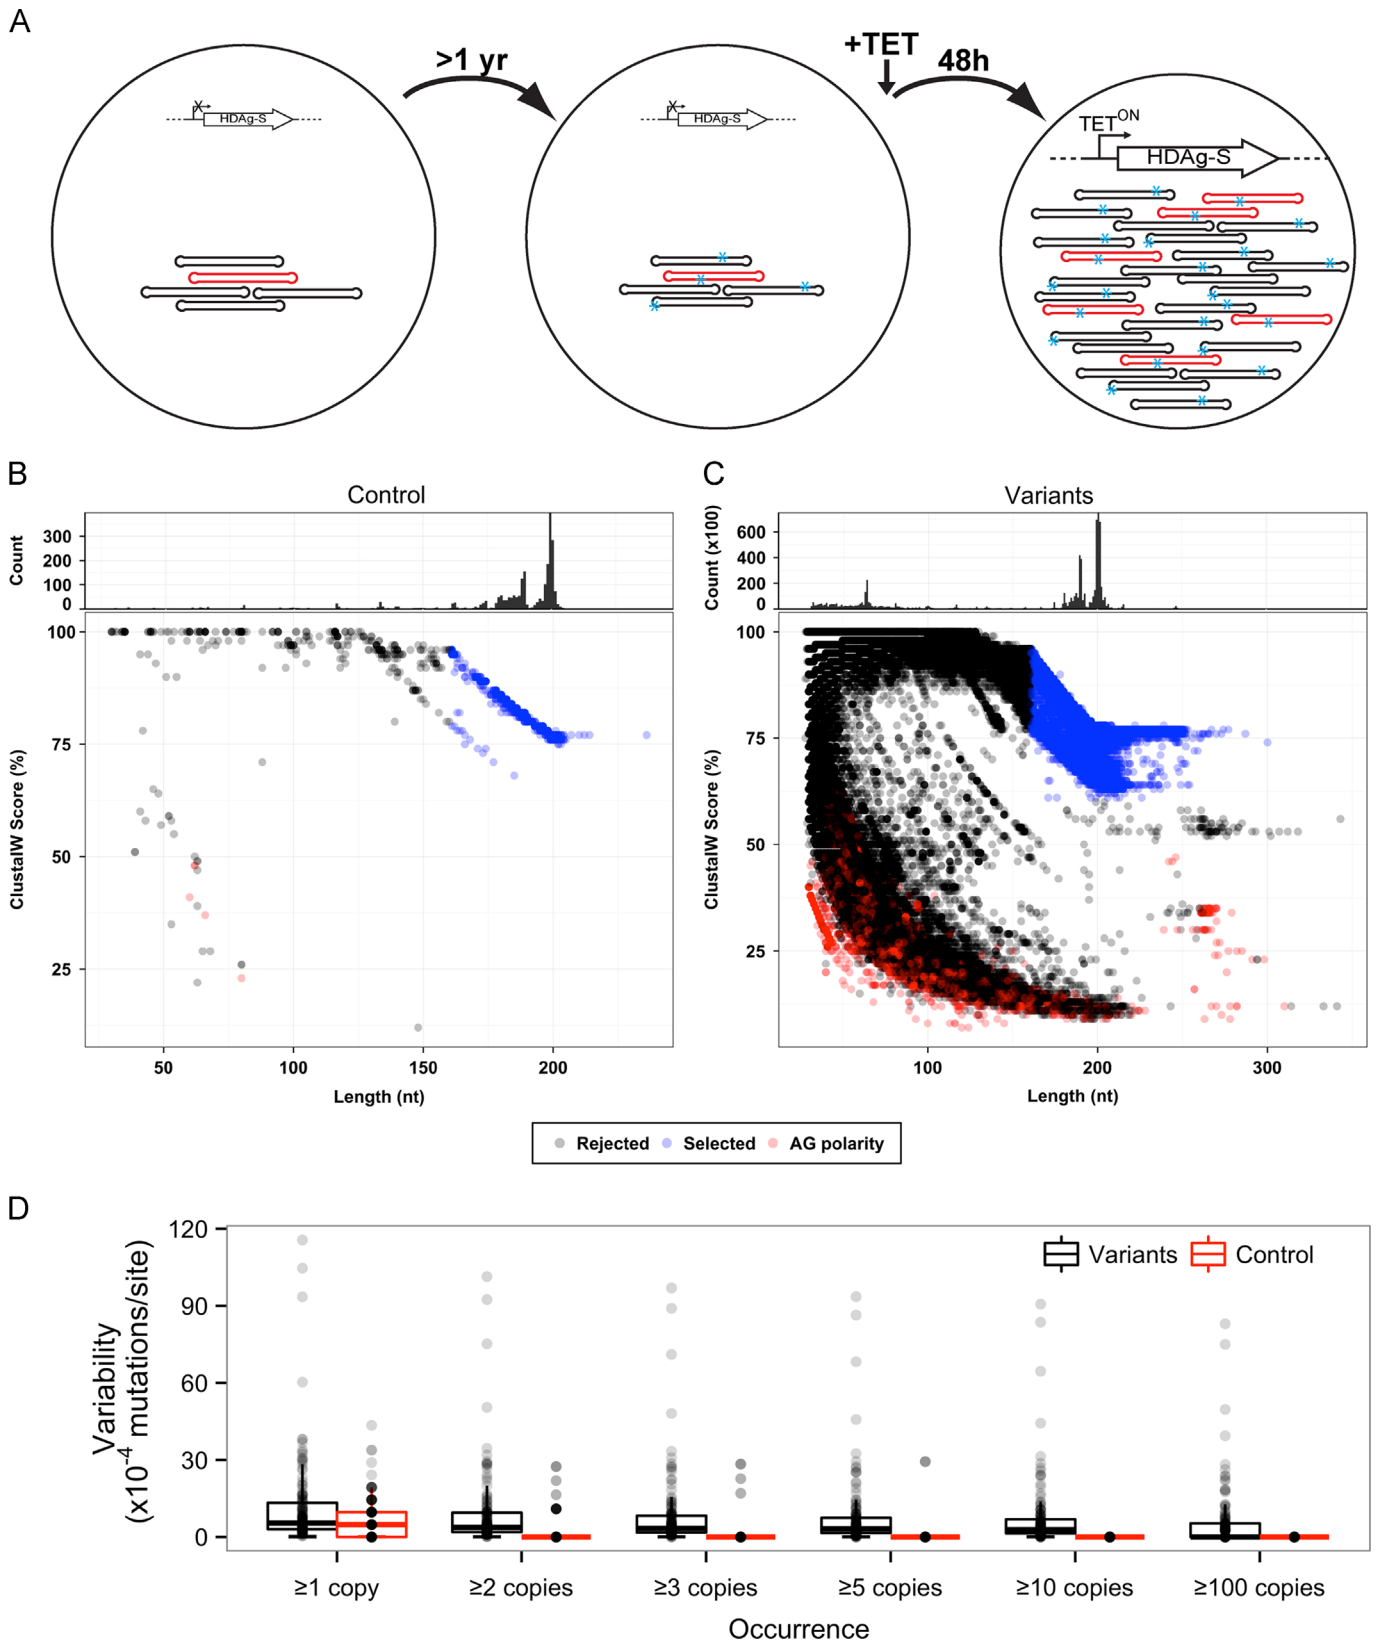 A
>1 yr
+TET
48h
HDAg-S
HDAg-S
TET^ON
HDAg-S
B
Control
Count
300
200
100
0
ClustalW Score (%)
100
75
50
25
50
100
150
200
Length (nt)
C
Variants
Count (x100)
600
400
200
0
ClustalW Score (%)
100
75
50
25
100
200
300
Length (nt)
Rejected
Selected
AG polarity
D
Variability
(x10^-4 mutations/site)
120
90
60
30
0
Variants
Control
≥1 copy
≥2 copies
≥3 copies
≥5 copies
≥10 copies
≥100 copies
Occurrence